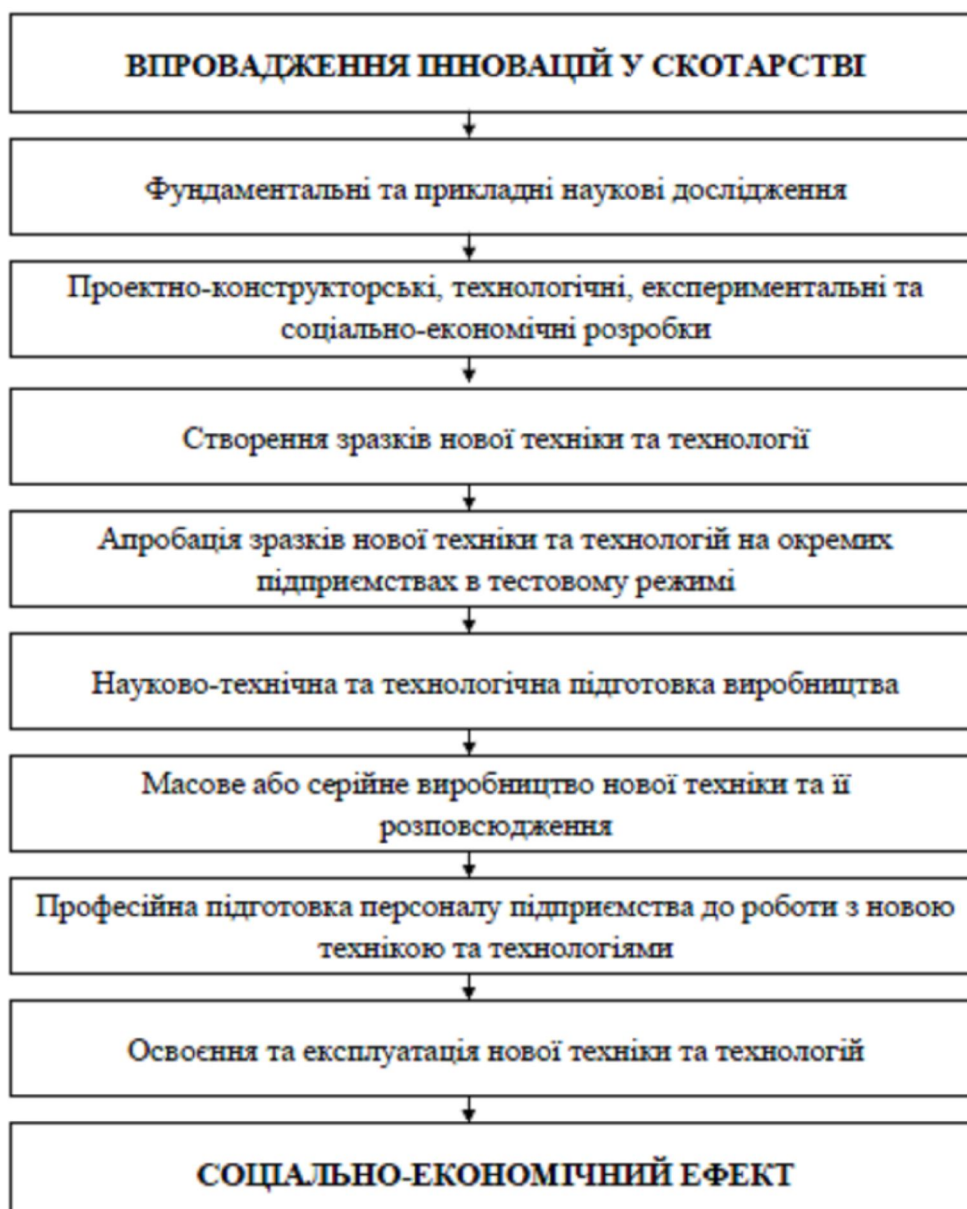 ВПРОВАДЖЕННЯ ІННОВАЦІЙ У СКОТАРСТВІ
Фундаментальні та прикладні наукові дослідження
Проектно-конструкторські, технологічні, експериментальні та
соціально-економічні розробки
Створення зразків нової техніки та технології
Апробація зразків нової техніки та технологій на окремих
підприємствах в тестовому режимі
Науково-технічна та технологічна підготовка виробництва
Масове або серійне виробництво нової техніки та її
розповсюдження
Професійна підготовка персоналу підприємства до роботи з новою
технікою та технологіями
Освоєння та експлуатація нової техніки та технологій
СОЦІАЛЬНО-ЕКОНОМІЧНИЙ ЕФЕКТ